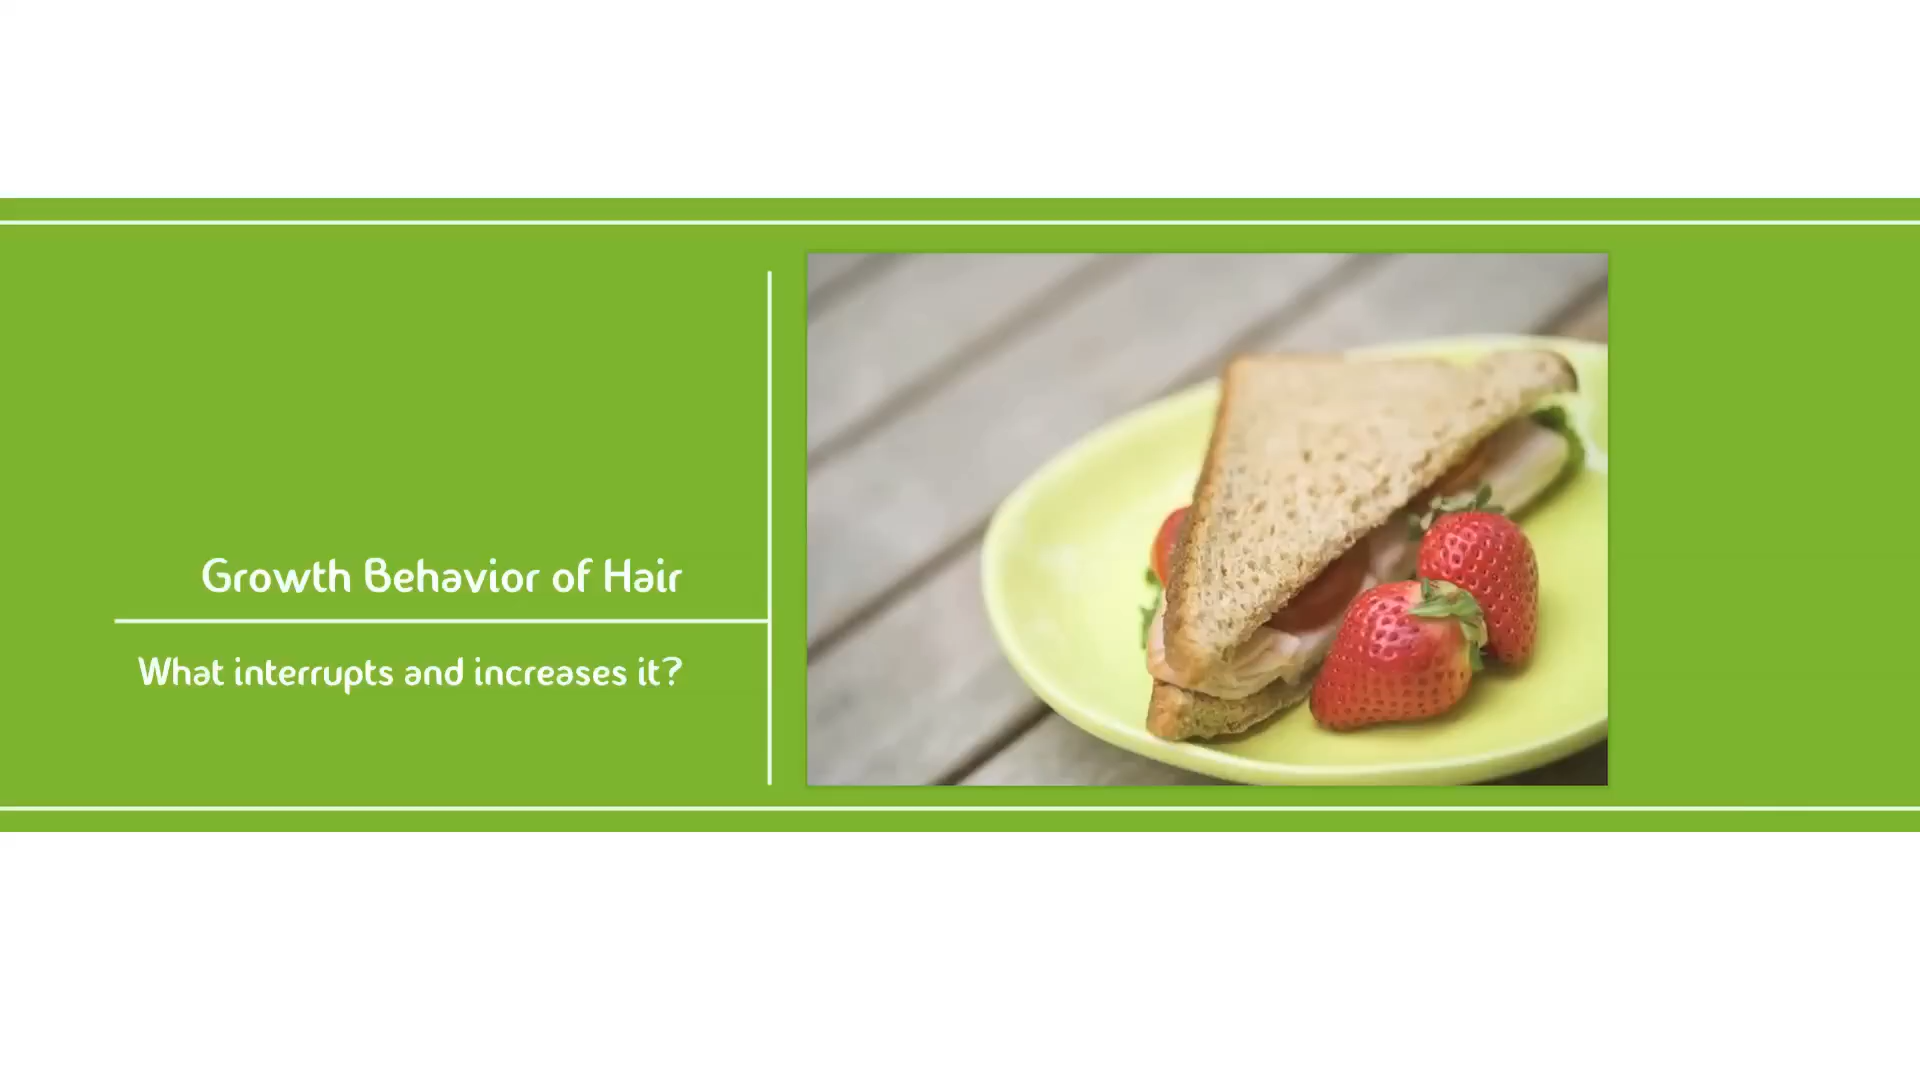 Growth Behavior of Hair
What interrupts and increases it?